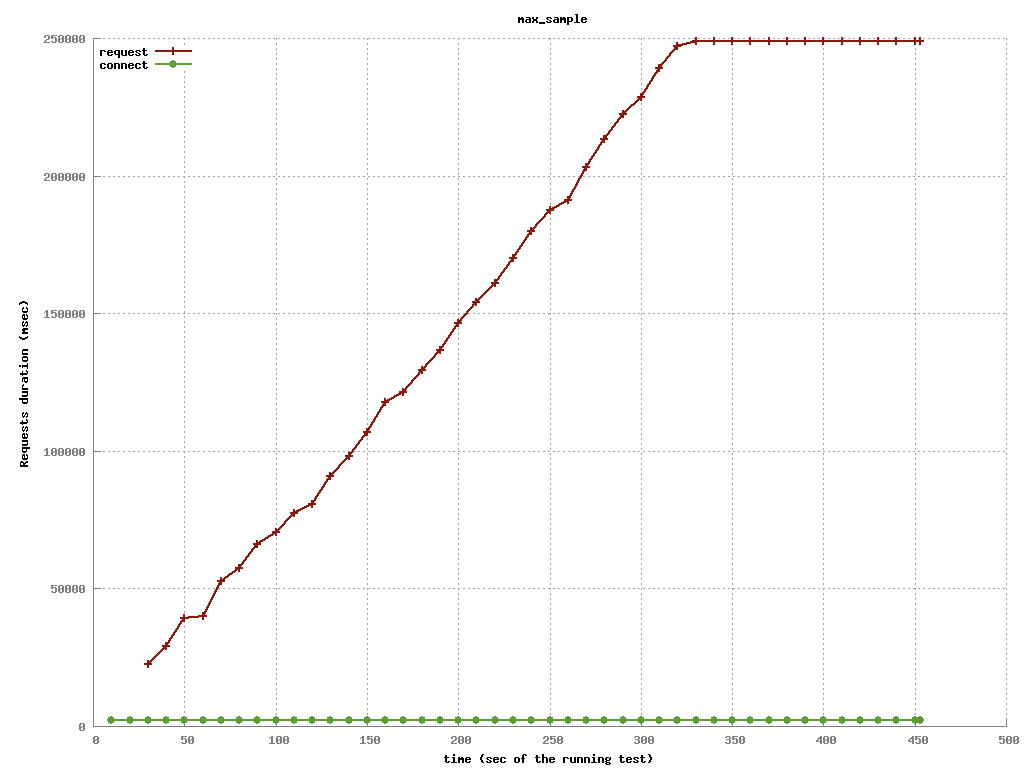 max_sample
request
connect
250000
200000
150000
100000
50000
0
Requests duration (msec)
0 50 100 150 200 250 300 350 400 450 500
time (sec of the running test)